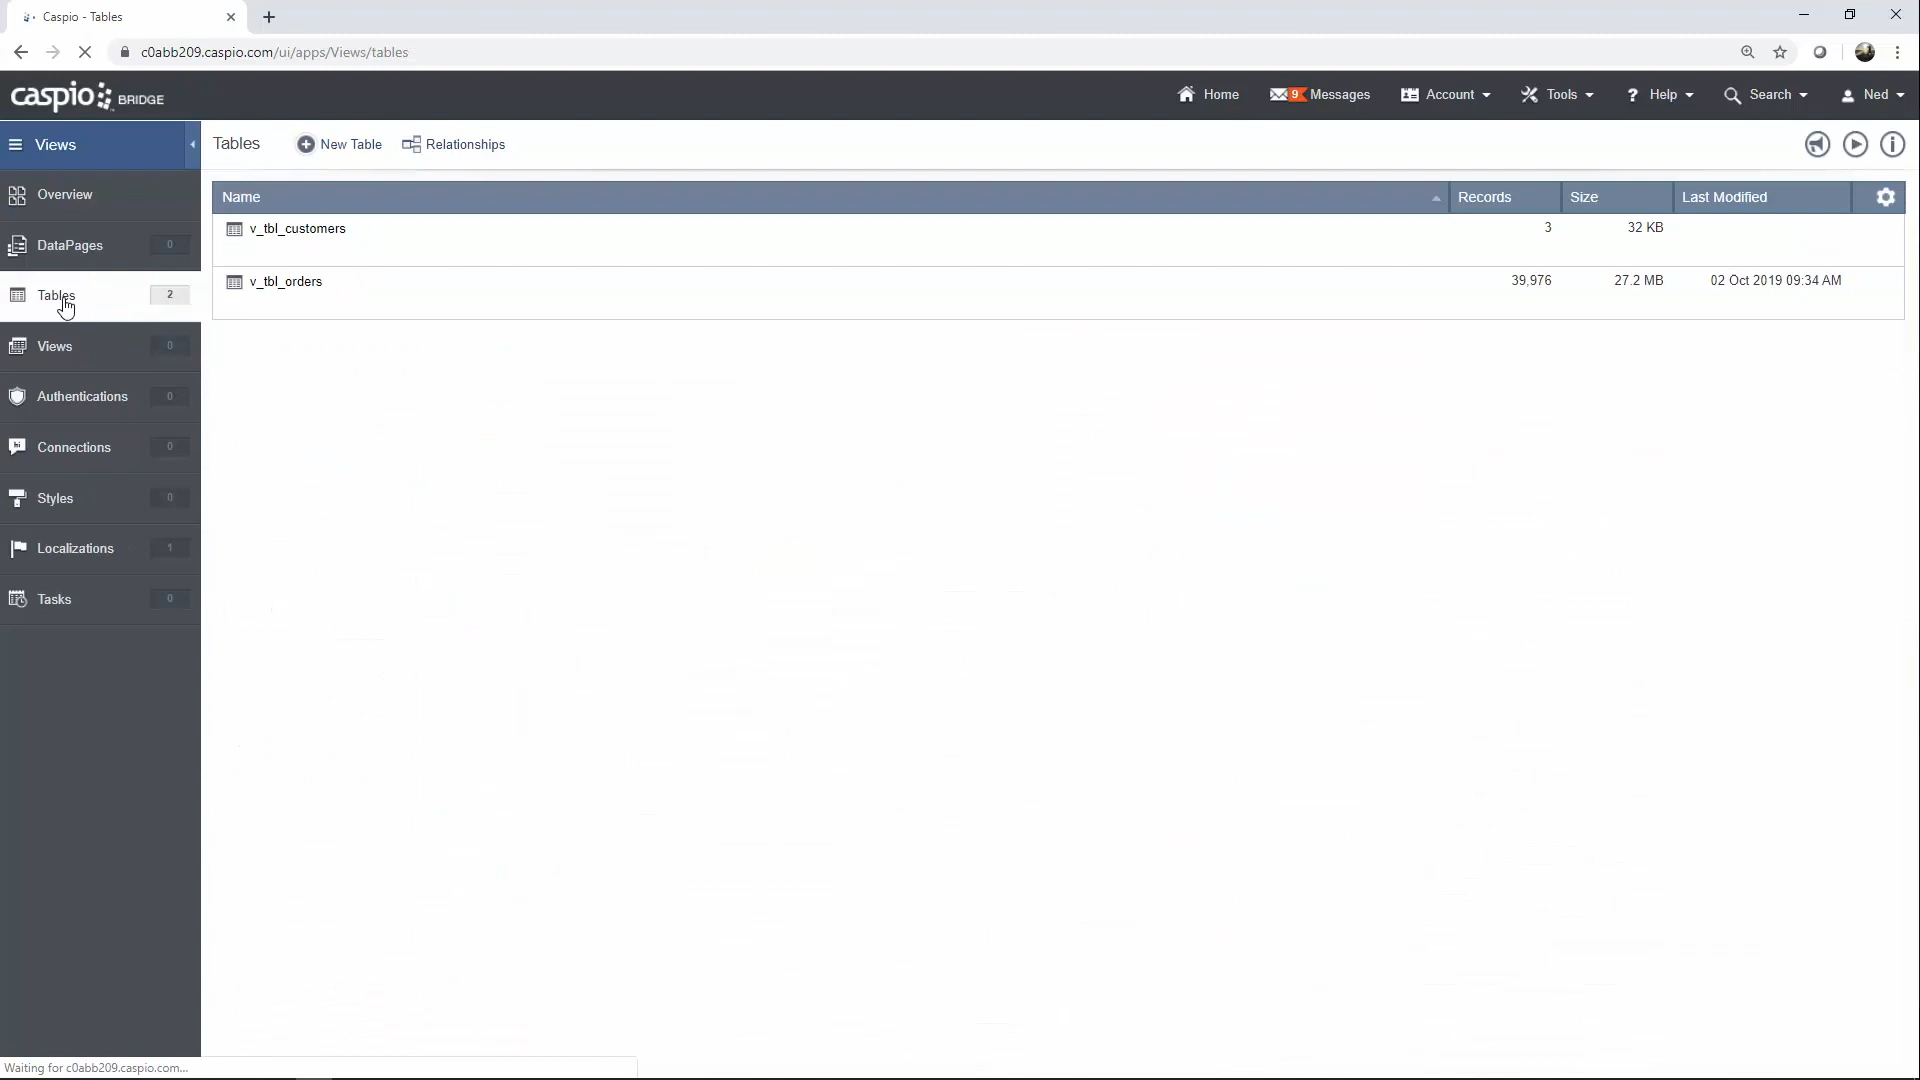 Caspio - Tables
c0abb209.caspio.com/ui/apps/Views/tables
caspio BRIDGE
Home
9 Messages
Account
Tools
? Help
Search
Ned
Views
Tables
New Table
Relationships
Overview
DataPages 0
Tables 2
Views 0
Authentications 0
Connections 0
Styles 0
Localizations 1
Tasks 0
Name Records Size Last Modified
v_tbl_customers 3 32 KB
v_tbl_orders 39,976 27.2 MB 02 Oct 2019 09:34 AM
Waiting for c0abb209.caspio.com...